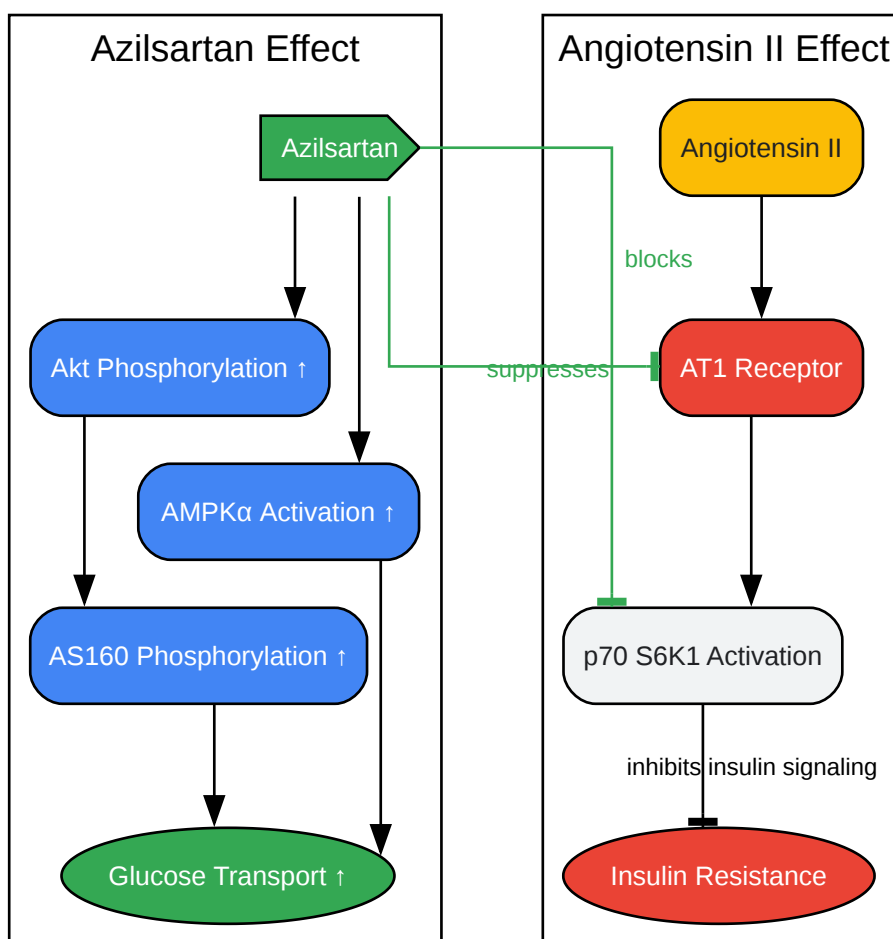 Azilsartan Effect
Angiotensin II Effect
Azilsartan
Angiotensin II
blocks
Akt Phosphorylation ↑
suppresses
AT1 Receptor
AMPKα Activation ↑
AS160 Phosphorylation ↑
p70 S6K1 Activation
inhibits insulin signaling
Glucose Transport ↑
Insulin Resistance